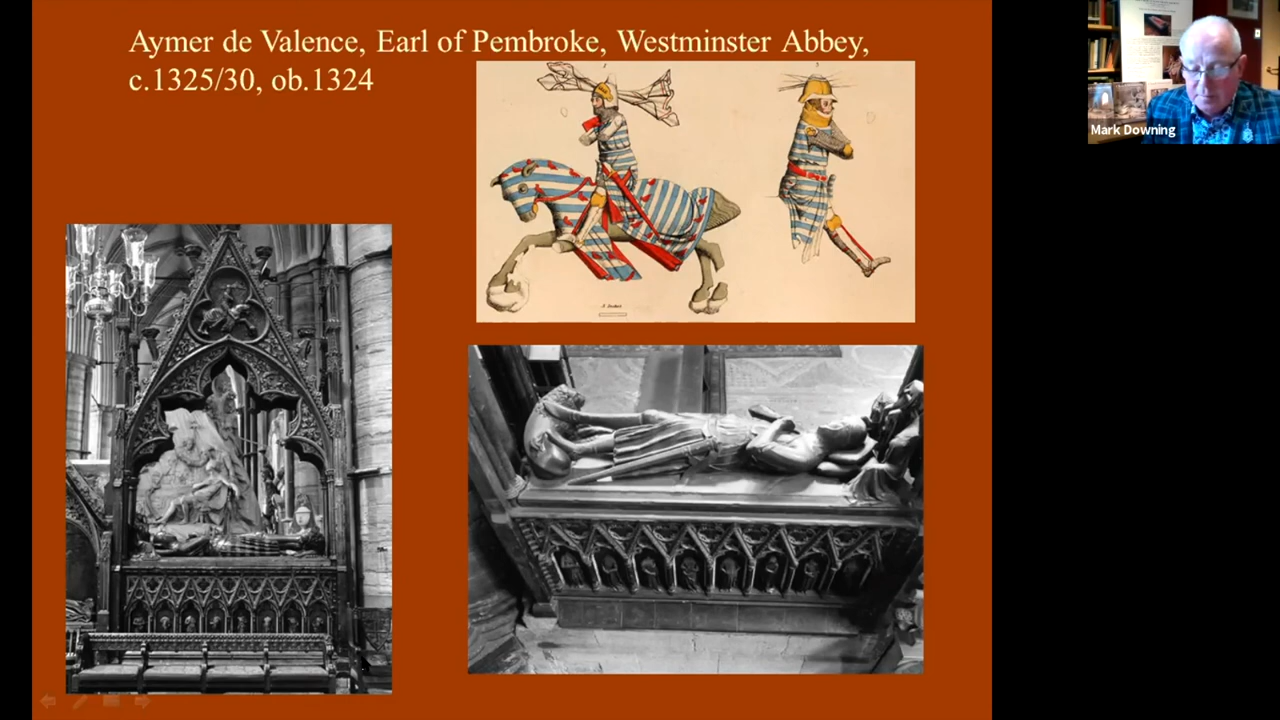 Aymer de Valence, Earl of Pembroke, Westminster Abbey,
c.1325/30, ob.1324
Mark Downing